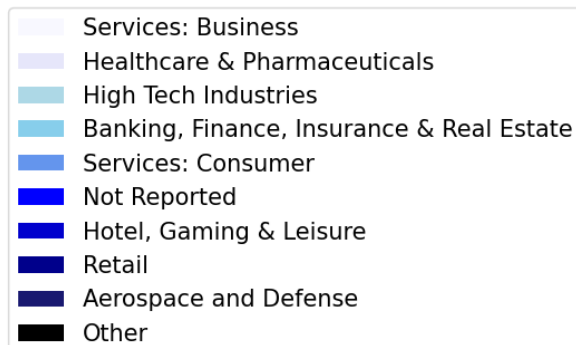 Services: Business
Healthcare & Pharmaceuticals
High Tech Industries
Banking, Finance, Insurance & Real Estate
Services: Consumer
Not Reported
Hotel, Gaming & Leisure
Retail
Aerospace and Defense
Other